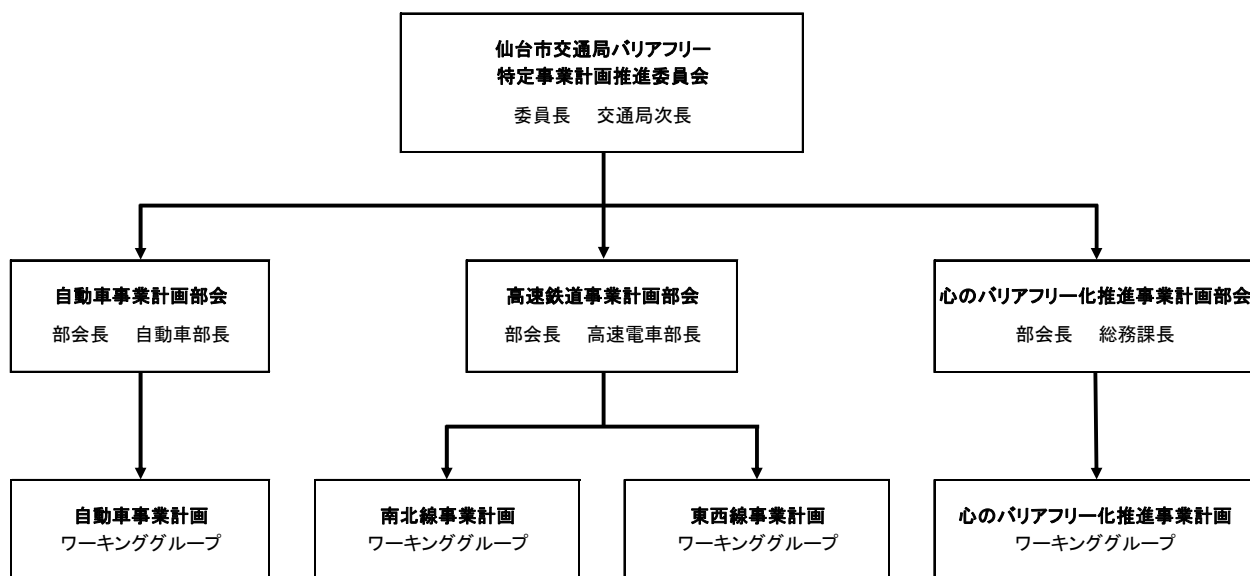 仙台市交通局バリアフリー
特定事業計画推進委員会
委員長 交通局次長
自動車事業計画部会
部会長 自動車部長
高速鉄道事業計画部会
部会長 高速電車部長
心のバリアフリー化推進事業計画部会
部会長 総務課長
自動車事業計画
ワーキンググループ
南北線事業計画
ワーキンググループ
東西線事業計画
ワーキンググループ
心のバリアフリー化推進事業計画
ワーキンググループ